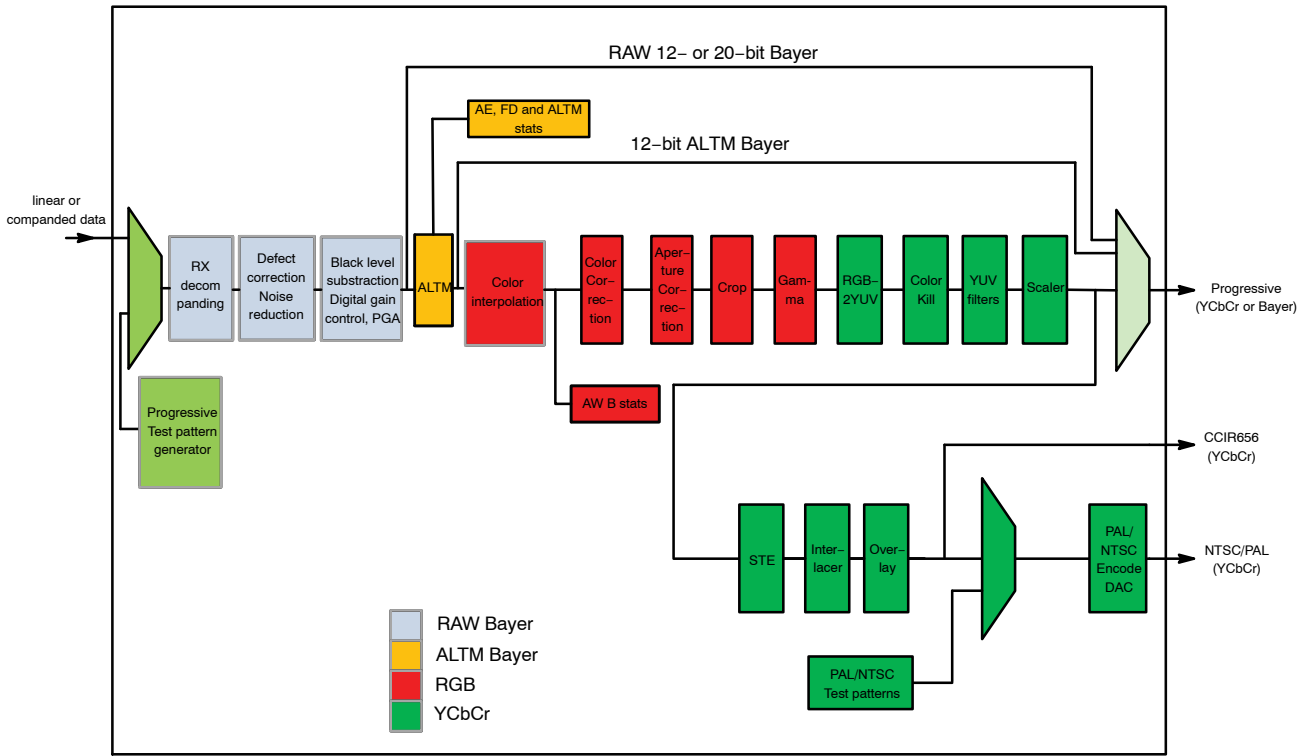 RAW 12− or 20−bit Bayer
AE, FD and ALTM
stats
12−bit ALTM Bayer
linear or
companded data
RX
decom
panding
Defect
correction
Noise
reduction
Black level
substraction
Digital gain
control, PGA
ALTM
Color
interpolation
Color
Cor−
rection
Aper−
ture
Cor−
rection
Crop
Gam−
ma
RGB−
2YUV
Color
Kill
YUV
filters
Scaler
Progressive
(YCbCr or Bayer)
AW B stats
Progressive
Test pattern
generator
CCIR656
(YCbCr)
STE
Inter−
lacer
Over−
lay
PAL/
NTSC
Encode
DAC
NTSC/PAL
(YCbCr)
PAL/NTSC
Test patterns
RAW Bayer
ALTM Bayer
RGB
YCbCr